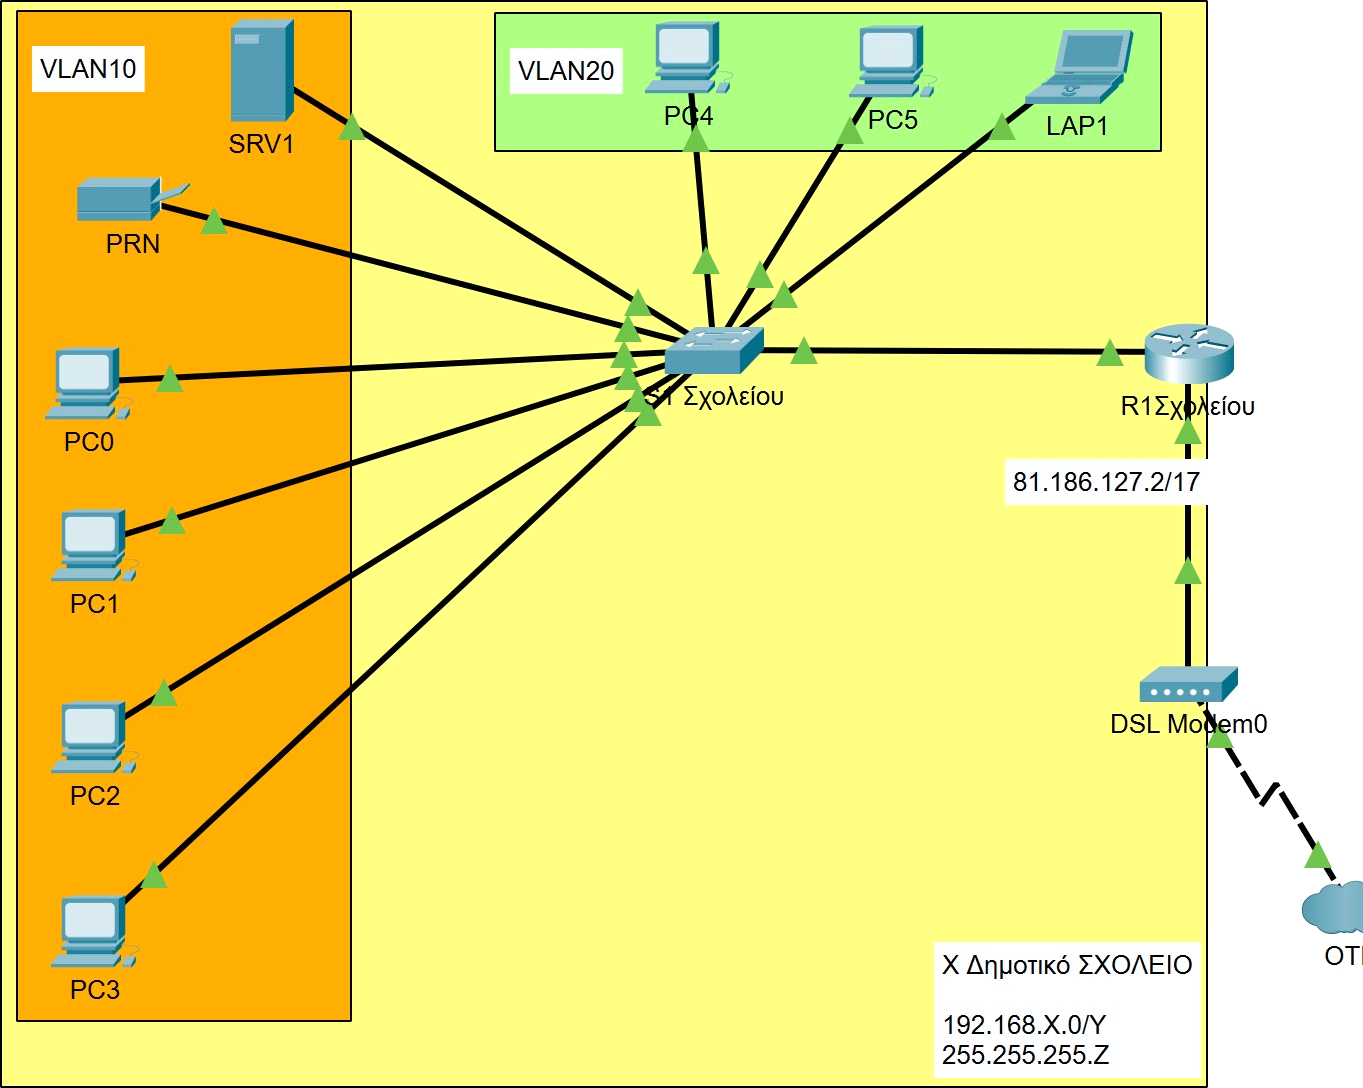 VLAN10
SRV1
PRN
PC0
PC1
PC2
PC3
VLAN20
PC4
PC5
LAP1
S1 Σχολείου
R1Σχολείου
81.186.127.2/17
DSL Modem0
X Δημοτικό ΣΧΟΛΕΙΟ
192.168.X.0/Y
255.255.255.Z